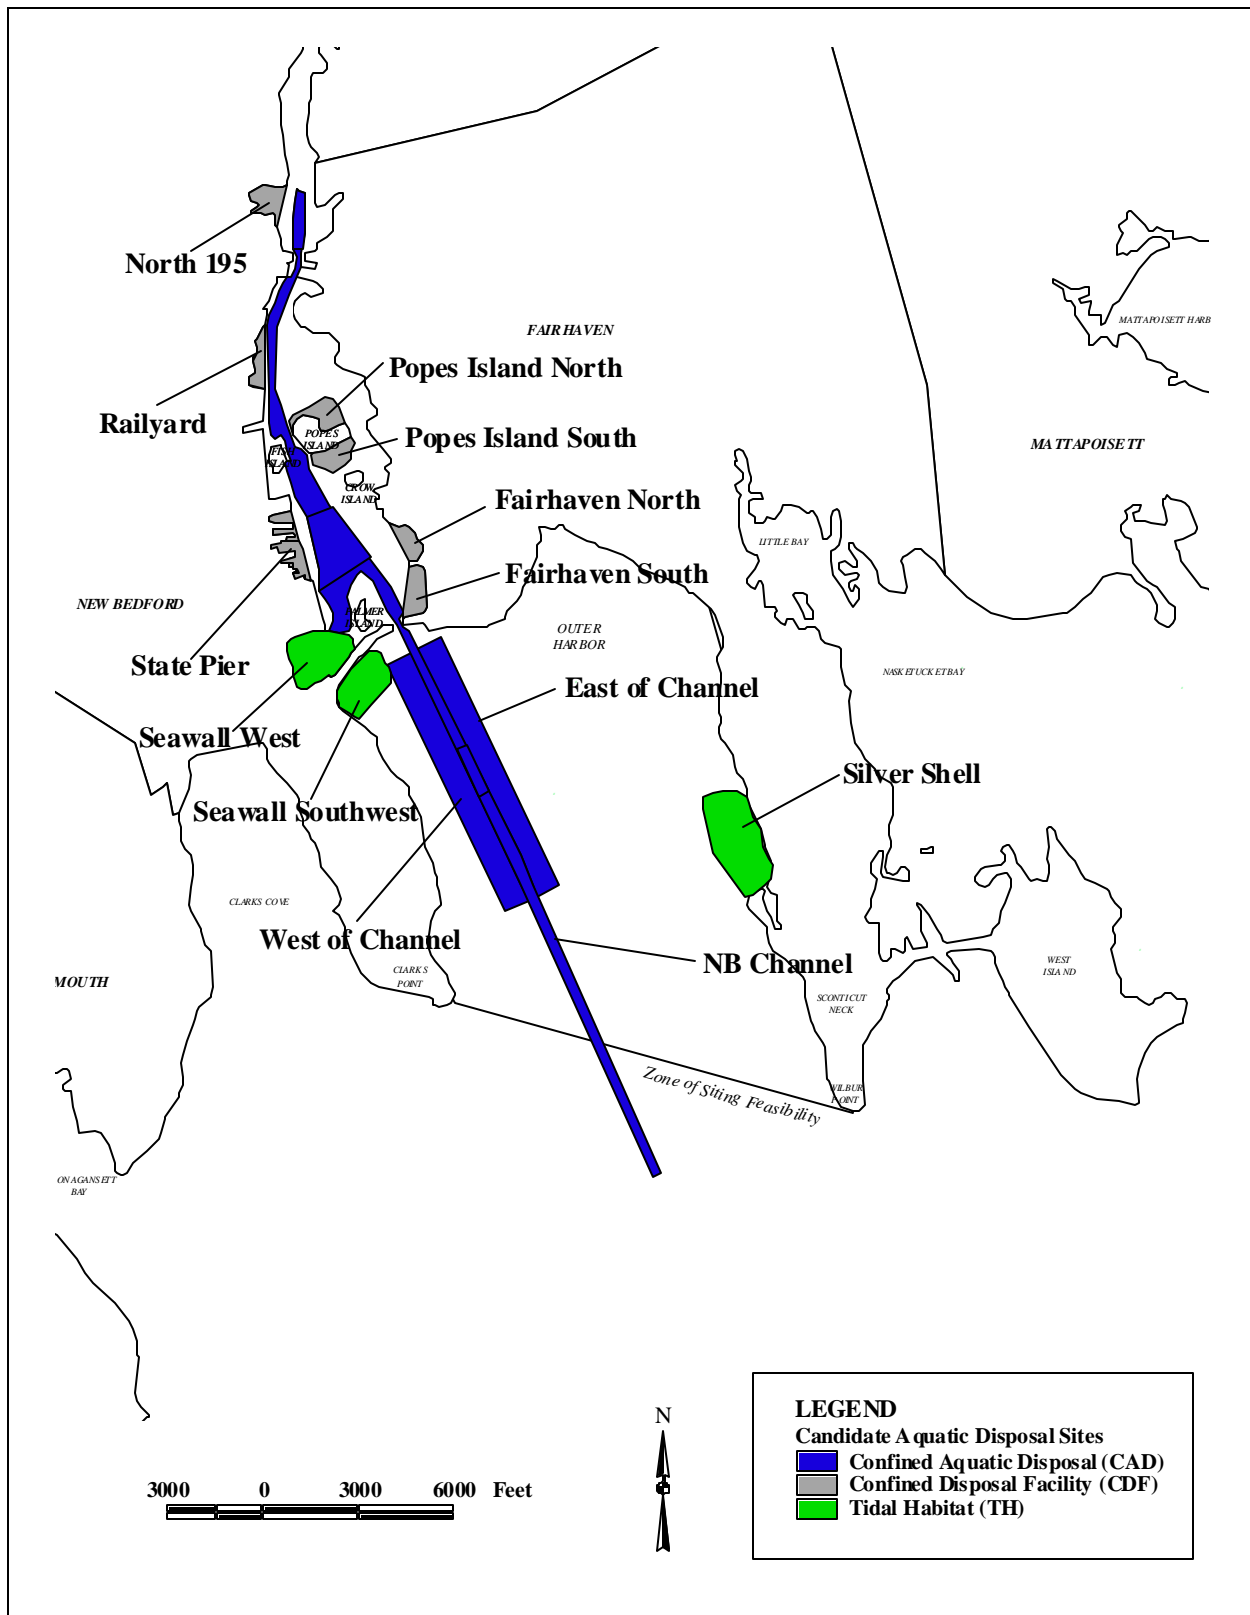 North 195
FAIRHAVEN
MATTAPOISETT HARB
Popes Island North
Railyard
POPES
ISLAND
Popes Island South
MATTAPOISETT
FISH
ISLAND
CROW
ISLAND
Fairhaven North
LITTLE BAY
Fairhaven South
NEW BEDFORD
PALMER
ISLAND
OUTER
HARBOR
State Pier
NASKETUCKET BAY
East of Channel
Seawall West
Silver Shell
Seawall Southwest
CLARKS COVE
West of Channel
NB Channel
CLARKS
POINT
WEST
ISLAND
MOUTH
SCONTICUT
NECK
Zone of Siting Feasibility
WILBUR
POINT
ONAGANSETT
BAY
N
3000 0 3000 6000 Feet
LEGEND
Candidate Aquatic Disposal Sites
Confined Aquatic Disposal (CAD)
Confined Disposal Facility (CDF)
Tidal Habitat (TH)